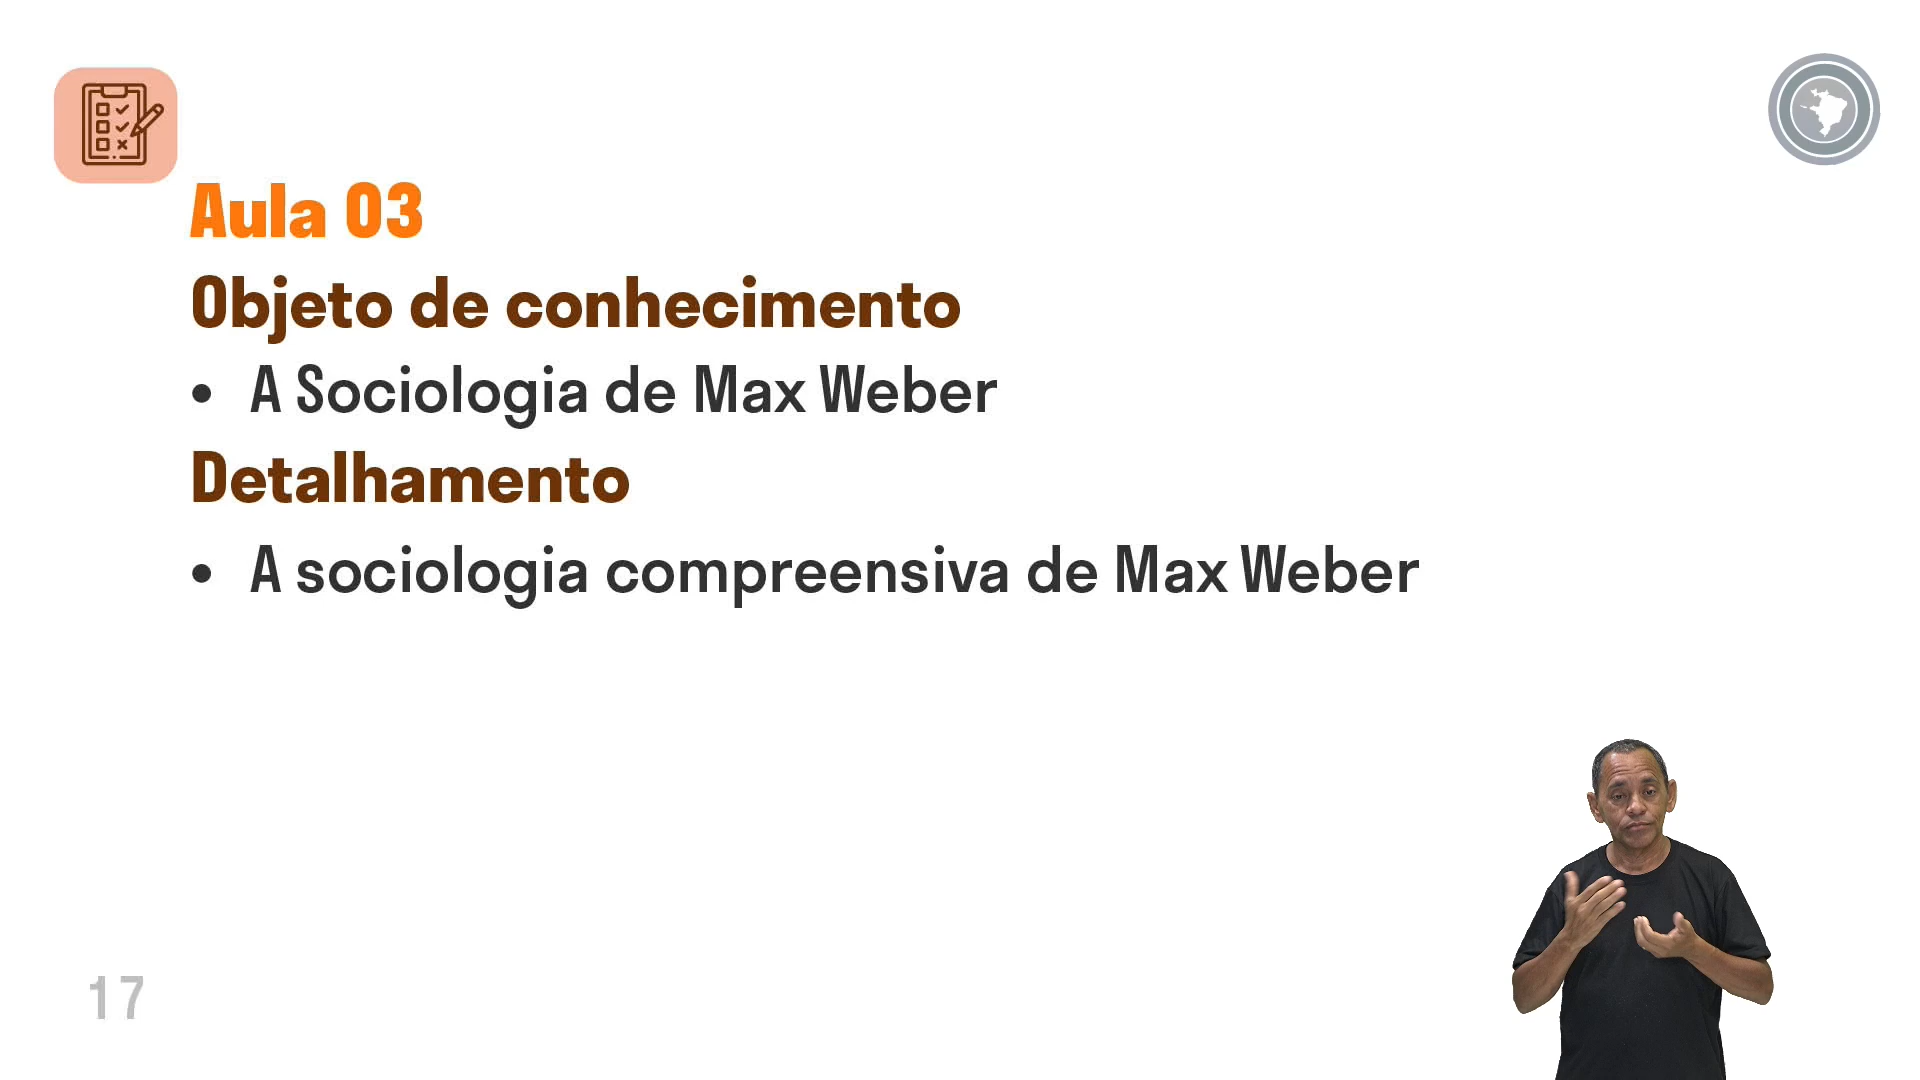 Aula 03
Objeto de conhecimento
• A Sociologia de Max Weber
Detalhamento
• A sociologia compreensiva de Max Weber
17